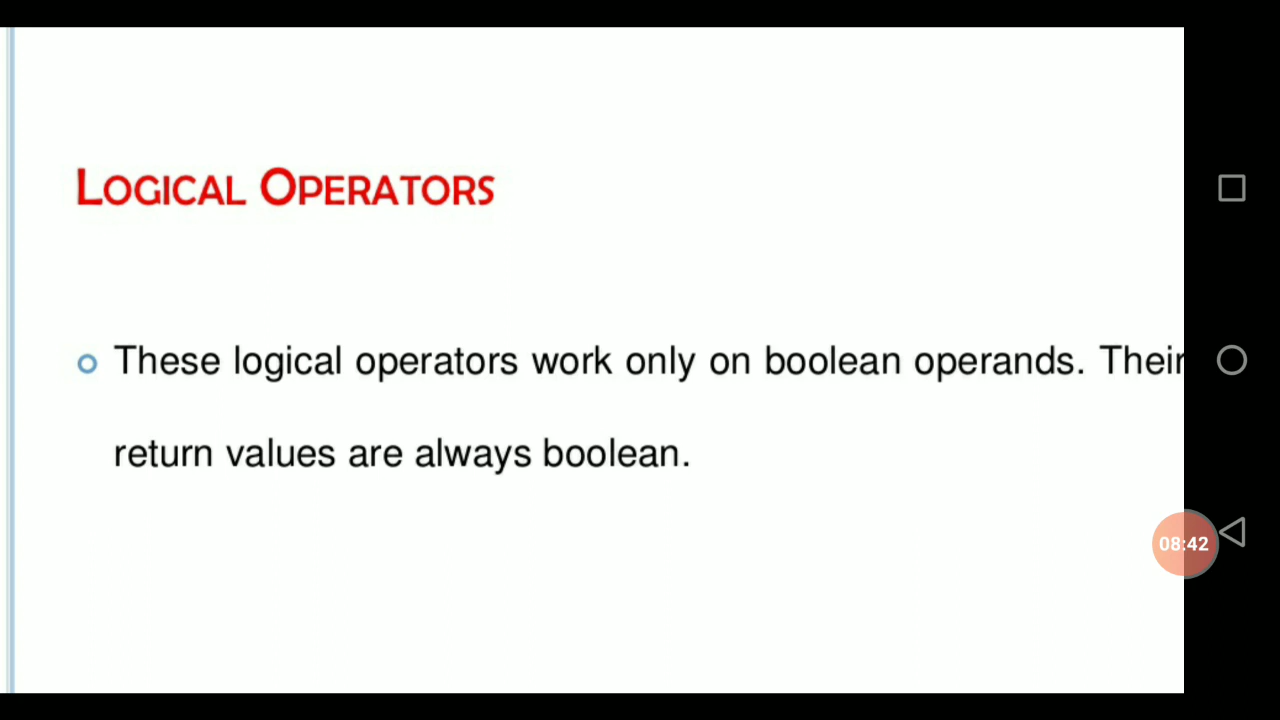 LOGICAL OPERATORS
These logical operators work only on boolean operands. Their
return values are always boolean.
08:42